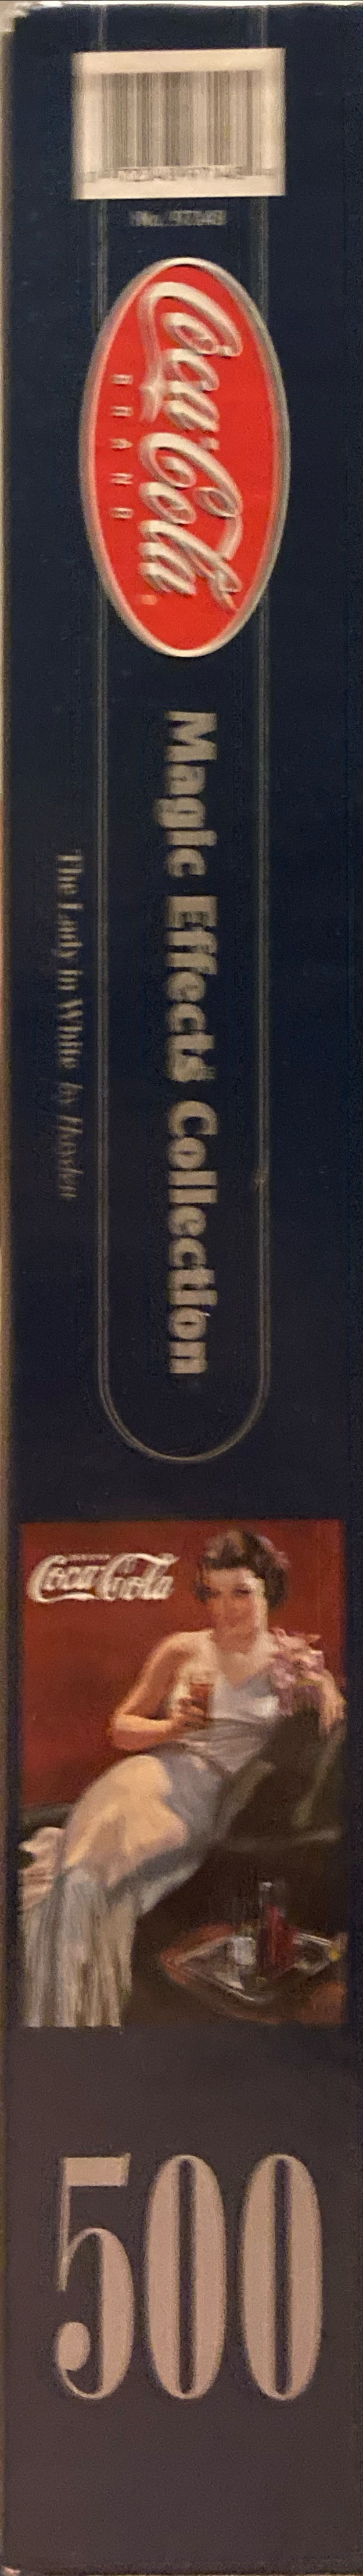 Coca-Cola
BRAND
Magic Effects Collection
The Lady in White by Hayden
Coca-Cola
500